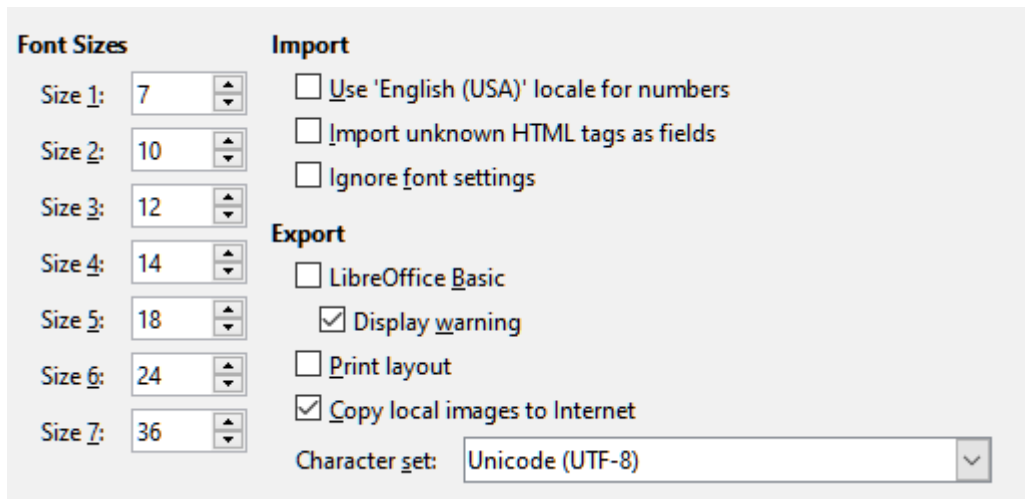 Font Sizes
Size 1: 7
Size 2: 10
Size 3: 12
Size 4: 14
Size 5: 18
Size 6: 24
Size 7: 36
Import
Use 'English (USA)' locale for numbers
Import unknown HTML tags as fields
Ignore font settings
Export
LibreOffice Basic
Display warning
Print layout
Copy local images to Internet
Character set: Unicode (UTF-8)